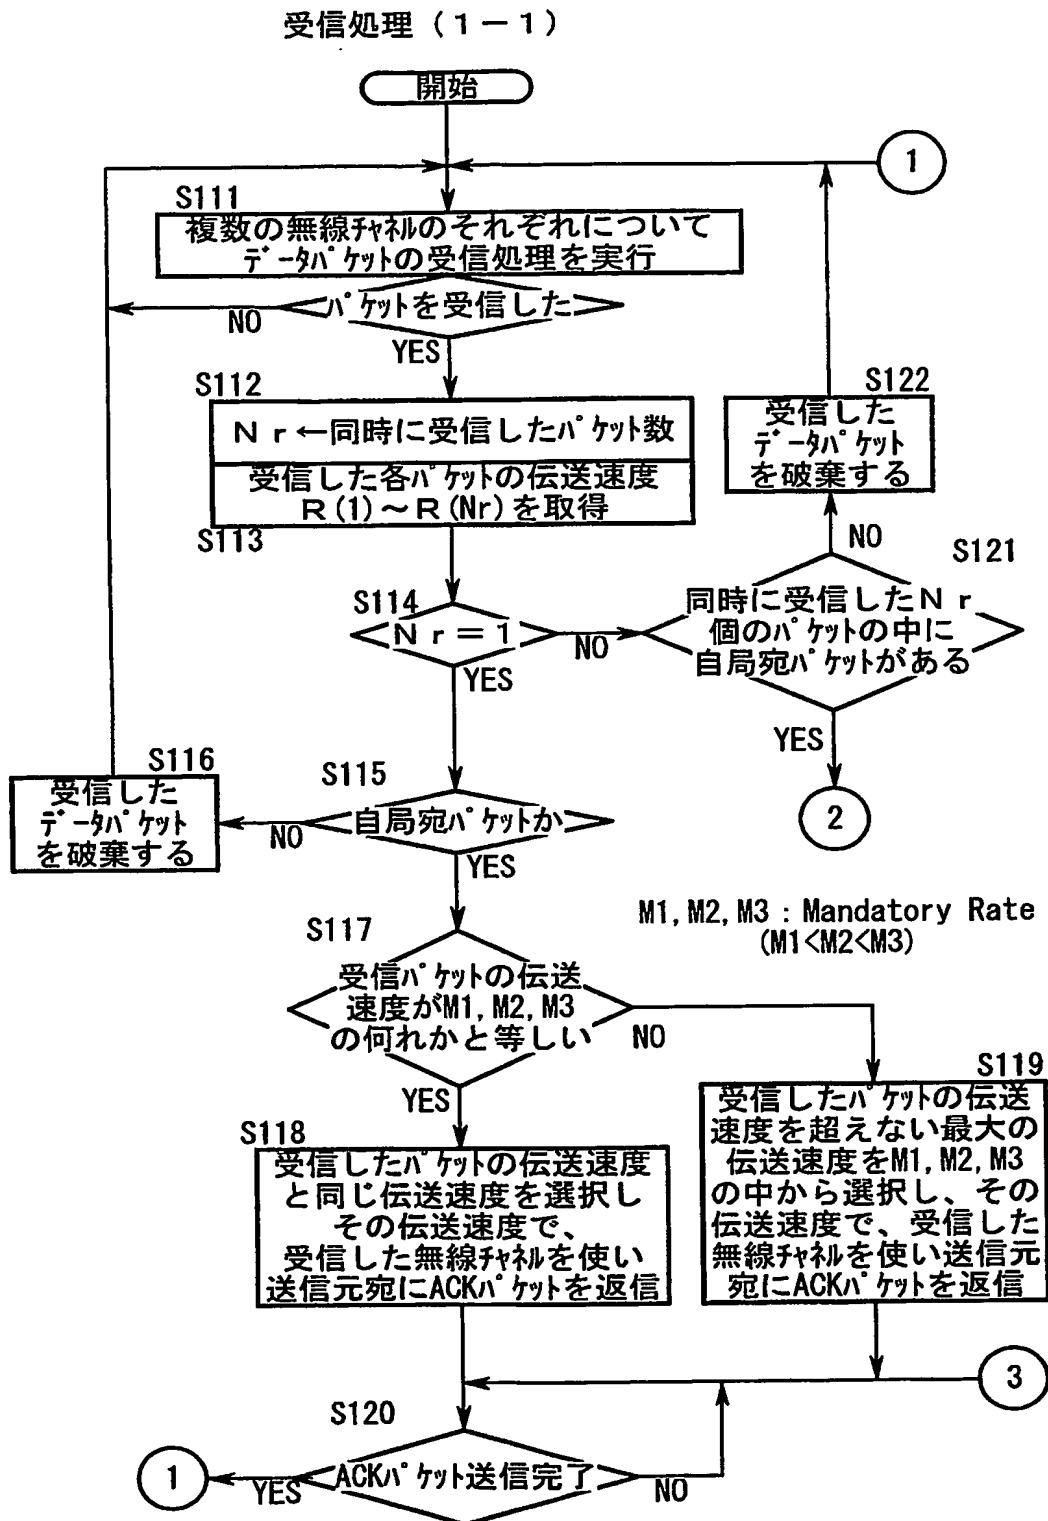 受信処理（１－１）
開始
1
S111
複数の無線ﾁｬﾈﾙのそれぞれについて
ﾃﾞｰﾀﾊﾟｹｯﾄの受信処理を実行
ﾊﾟｹｯﾄを受信した
NO
YES
S112
Ｎｒ←同時に受信したﾊﾟｹｯﾄ数
受信した各ﾊﾟｹｯﾄの伝送速度
Ｒ(1)～Ｒ(Nr)を取得
S113
S122
受信した
ﾃﾞｰﾀﾊﾟｹｯﾄ
を破棄する
NO
S114
Ｎｒ＝１
NO
YES
S121
同時に受信したＮｒ
個のﾊﾟｹｯﾄの中に
自局宛ﾊﾟｹｯﾄがある
YES
2
S116
受信した
ﾃﾞｰﾀﾊﾟｹｯﾄ
を破棄する
S115
自局宛ﾊﾟｹｯﾄか
NO
YES
M1,M2,M3：Mandatory Rate
(M1<M2<M3)
S117
受信ﾊﾟｹｯﾄの伝送
速度がM1,M2,M3
の何れかと等しい
NO
YES
S118
受信したﾊﾟｹｯﾄの伝送速度
と同じ伝送速度を選択し
その伝送速度で、
受信した無線ﾁｬﾈﾙを使い
送信元宛にACKﾊﾟｹｯﾄを返信
S119
受信したﾊﾟｹｯﾄの伝送
速度を超えない最大の
伝送速度をM1,M2,M3
の中から選択し、その
伝送速度で、受信した
無線ﾁｬﾈﾙを使い送信元
宛にACKﾊﾟｹｯﾄを返信
3
S120
ACKﾊﾟｹｯﾄ送信完了
1
YES
NO